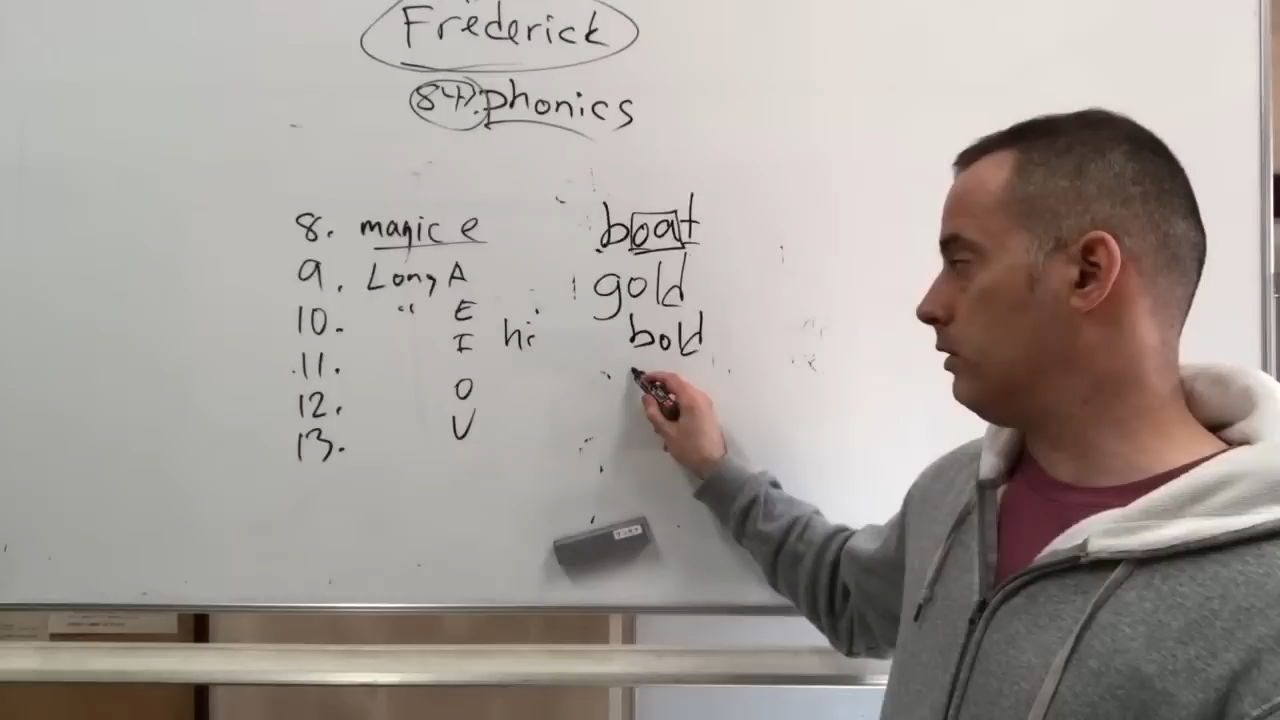 Frederick
84% phonics
8. magic e
9. Long A
10. " E
11. I hi
12. O
13. U
boat
gold
bold